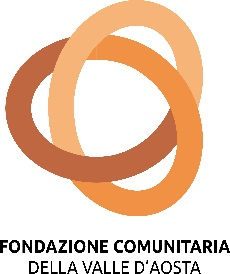 FONDAZIONE COMUNITARIA
DELLA VALLE D'AOSTA